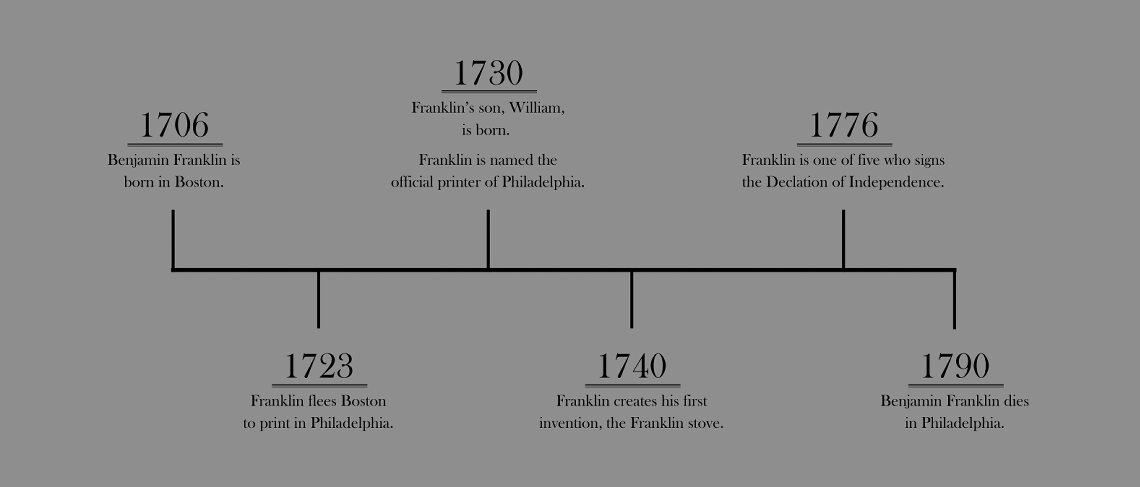 1730
Franklin's son, William,
is born.
Franklin is named the
official printer of Philadelphia.
1706
Benjamin Franklin is
born in Boston.
1776
Franklin is one of five who signs
the Declation of Independence.
1723
Franklin flees Boston
to print in Philadelphia.
1740
Franklin creates his first
invention, the Franklin stove.
1790
Benjamin Franklin dies
in Philadelphia.